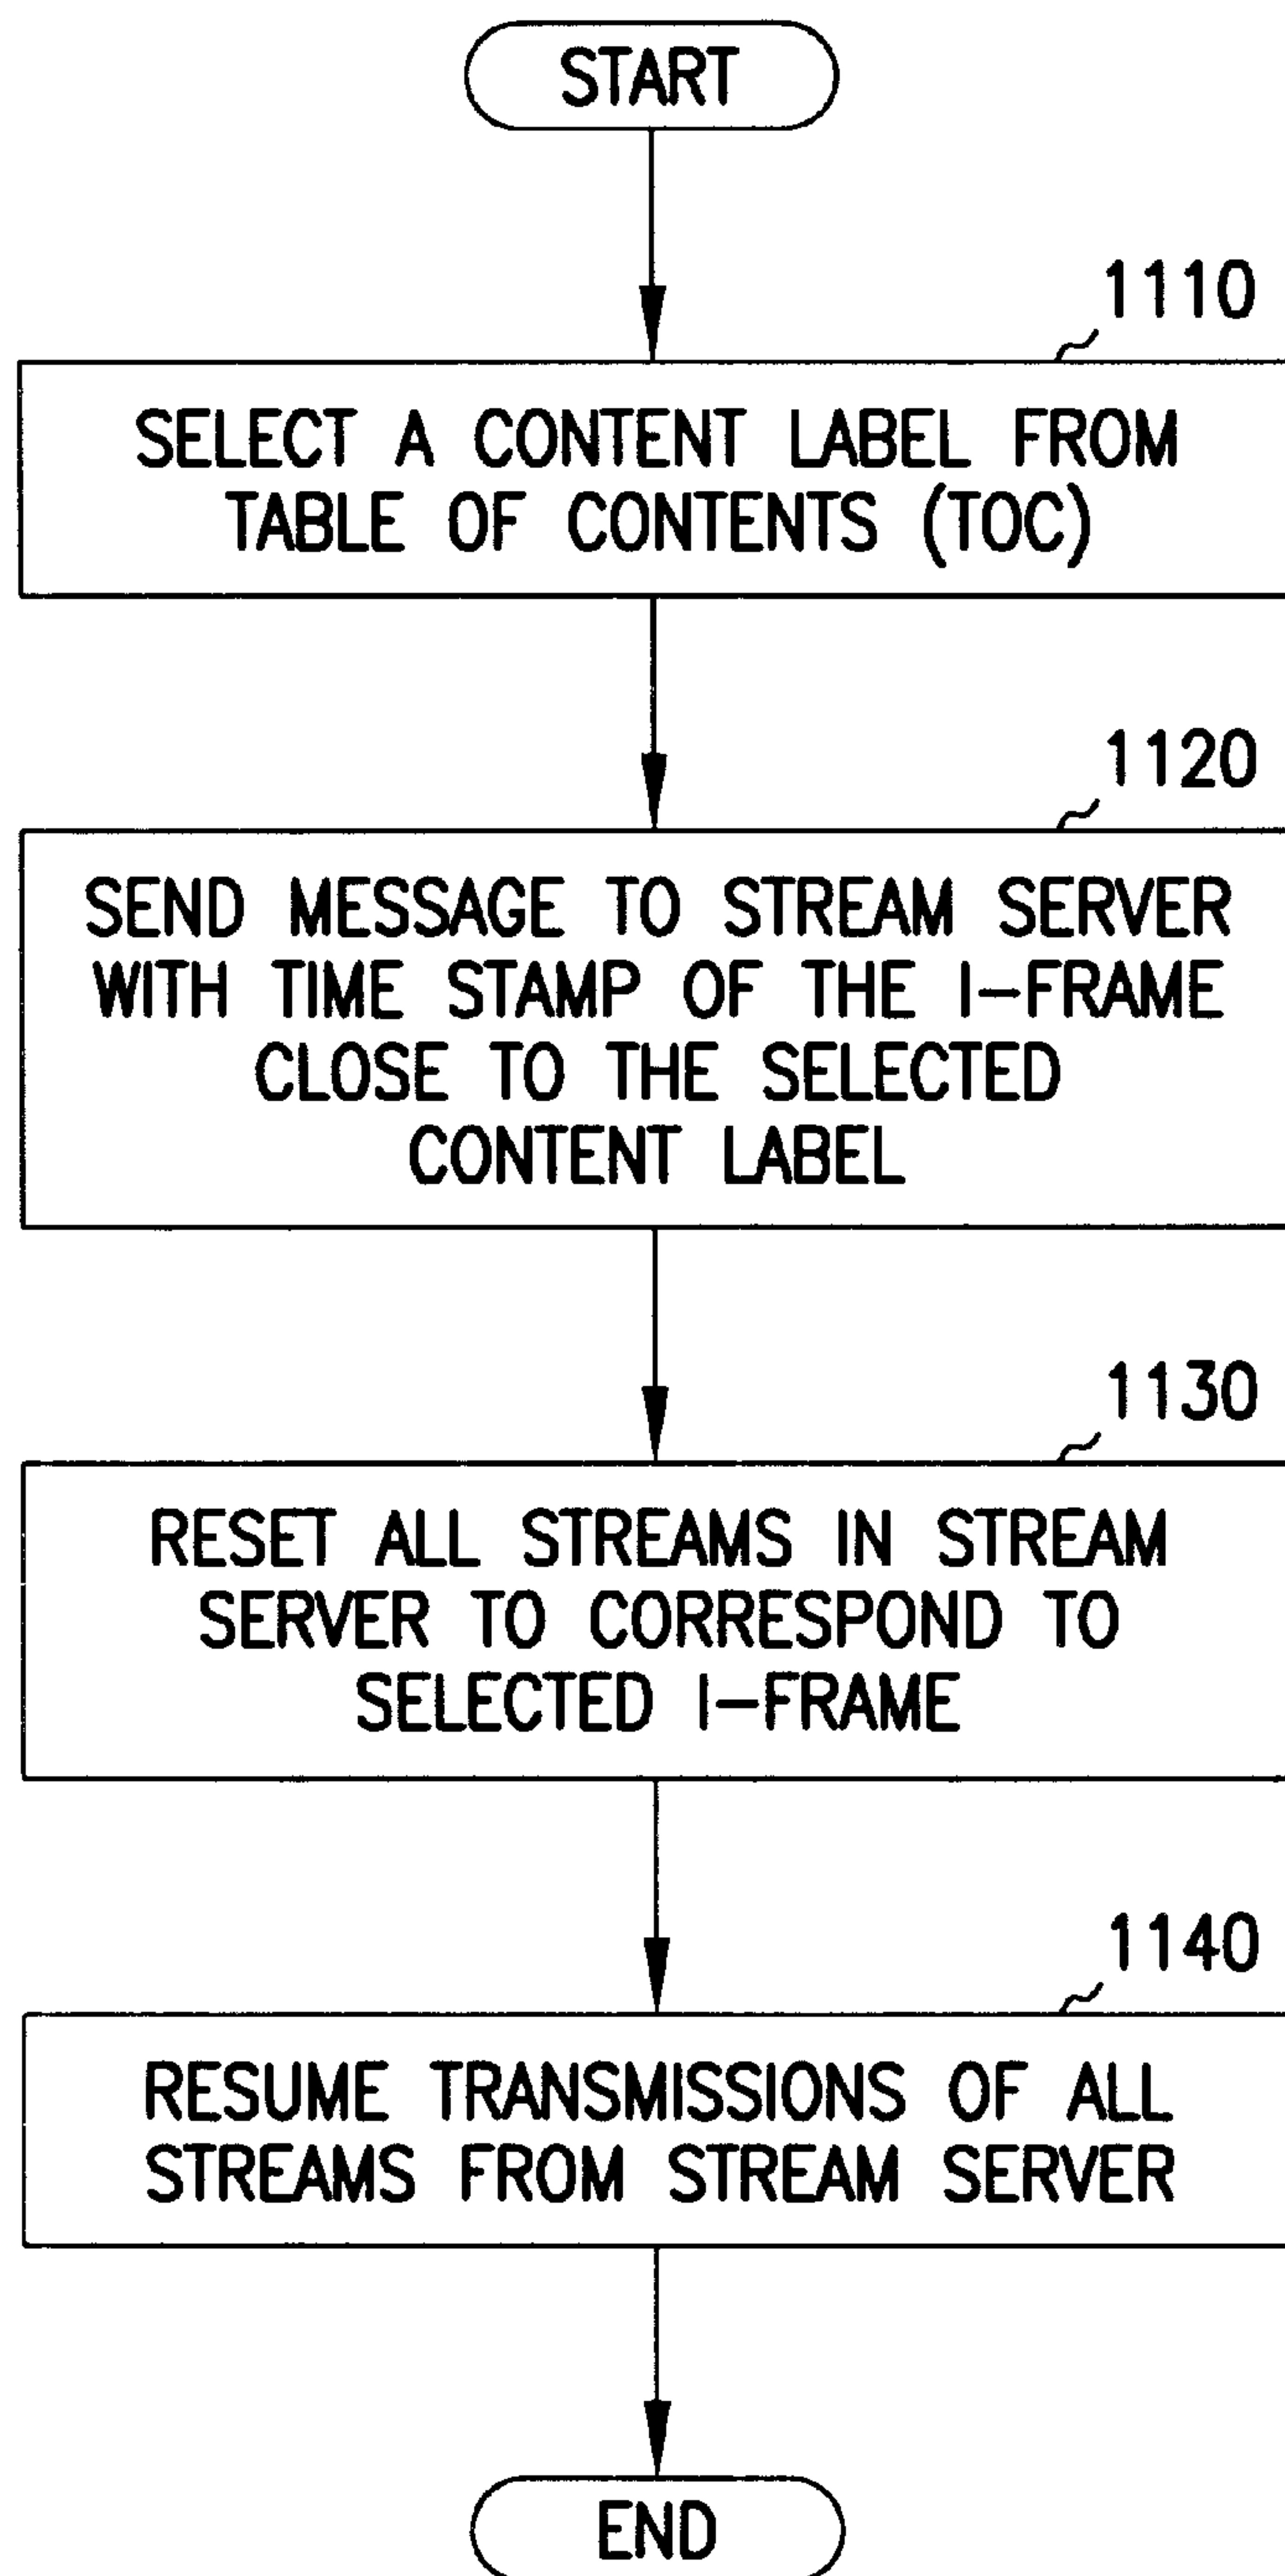 START
1110
SELECT A CONTENT LABEL FROM
TABLE OF CONTENTS (TOC)
1120
SEND MESSAGE TO STREAM SERVER
WITH TIME STAMP OF THE I-FRAME
CLOSE TO THE SELECTED
CONTENT LABEL
1130
RESET ALL STREAMS IN STREAM
SERVER TO CORRESPOND TO
SELECTED I-FRAME
1140
RESUME TRANSMISSIONS OF ALL
STREAMS FROM STREAM SERVER
END